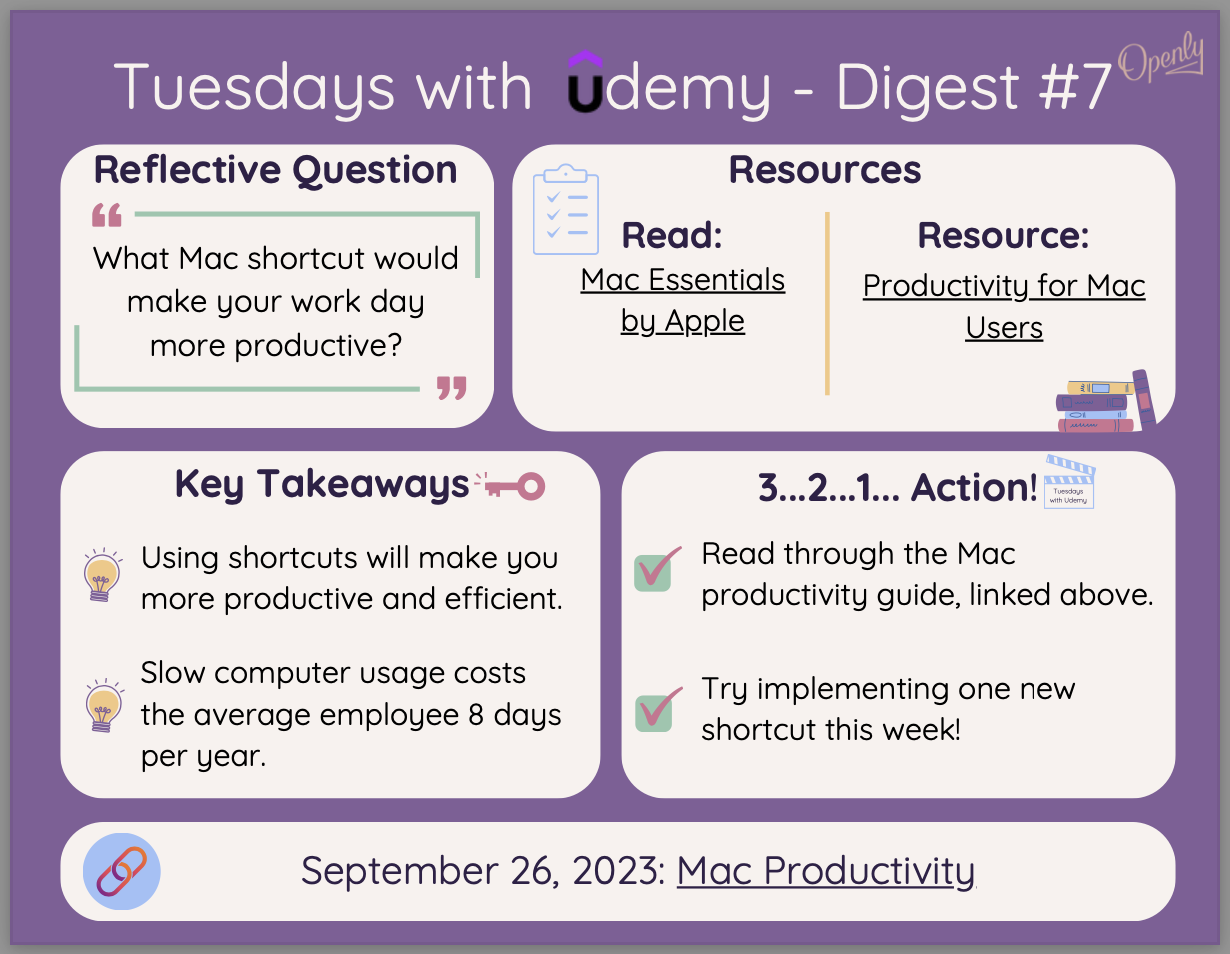 Tuesdays with Udemy - Digest #7
Openly
Reflective Question
What Mac shortcut would
make your work day
more productive?
Resources
Read:
Mac Essentials
by Apple
Resource:
Productivity for Mac
Users
Key Takeaways
Using shortcuts will make you
more productive and efficient.
Slow computer usage costs
the average employee 8 days
per year.
3...2...1... Action!
Tuesdays
with Udemy
Read through the Mac
productivity guide, linked above.
Try implementing one new
shortcut this week!
September 26, 2023: Mac Productivity